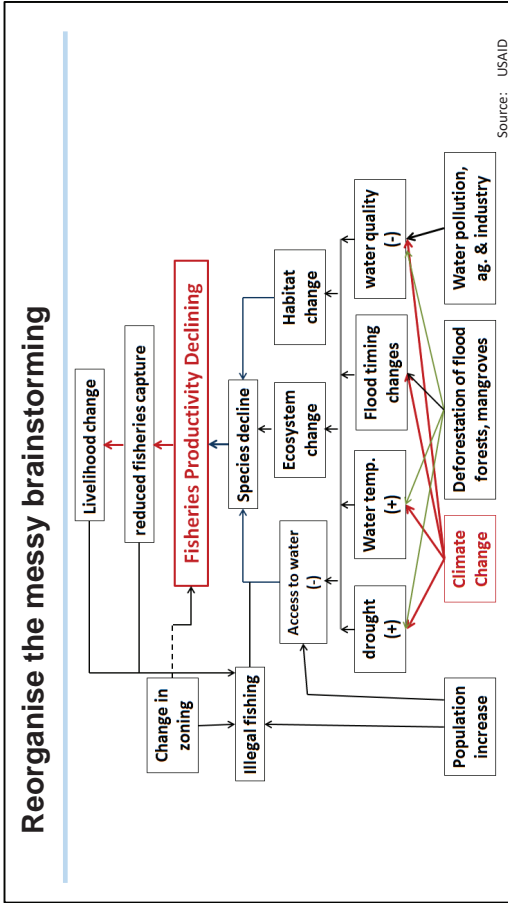 Reorganise the messy brainstorming
Livelihood change
reduced fisheries capture
Change in
zoning
Fisheries Productivity Declining
Illegal fishing
Species decline
Access to water
(-)
Ecosystem
change
Habitat
change
drought
(+)
Water temp.
(+)
Flood timing
changes
water quality
(-)
Population
increase
Climate
Change
Deforestation of flood
forests, mangroves
Water pollution,
ag. & industry
Source: USAID